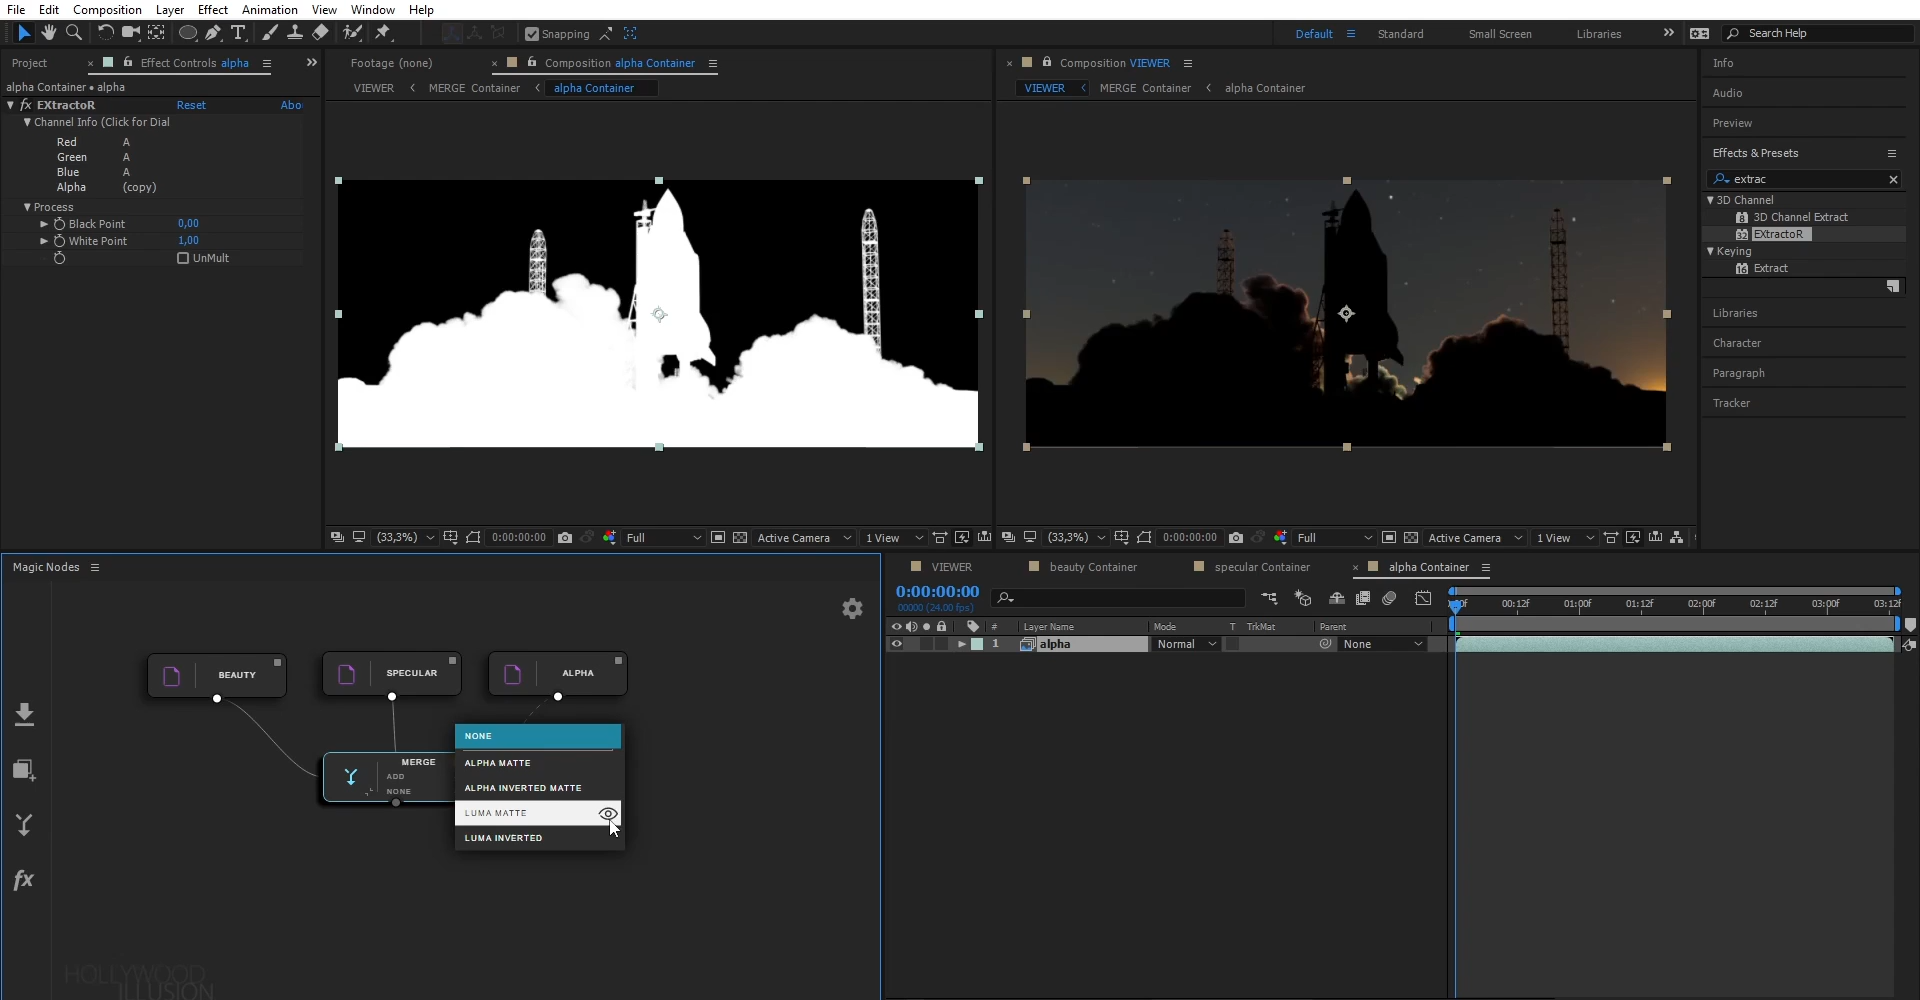 File Edit Composition Layer Effect Animation View Window Help
Snapping
Default Standard Small Screen Libraries » Search Help
Project × Effect Controls alpha »
alpha Container • alpha
fx EXtractoR Reset Abo
Channel Info (Click for Dial
Red A
Green A
Blue A
Alpha (copy)
Process
Black Point 0,00
White Point 1,00
UnMult
Footage (none) × Composition alpha Container
VIEWER < MERGE Container < alpha Container
(33,3%) 0:00:00:00 Full Active Camera 1 View
× Composition VIEWER
VIEWER < MERGE Container < alpha Container
(33,3%) 0:00:00:00 Full Active Camera 1 View
Info
Audio
Preview
Effects & Presets
extrac ×
3D Channel
8 3D Channel Extract
32 EXtractoR
Keying
16 Extract
Libraries
Character
Paragraph
Tracker
Magic Nodes
BEAUTY
SPECULAR
ALPHA
MERGE
ADD
NONE
NONE
ALPHA MATTE
ALPHA INVERTED MATTE
LUMA MATTE
LUMA INVERTED
fx
HOLLYWOOD
ILLUSION
VIEWER beauty Container specular Container × alpha Container
0:00:00:00
00000 (24.00 fps)
00:12f 01:00f 01:12f 02:00f 02:12f 03:00f 03:12f
# Layer Name Mode T TrkMat Parent
1 alpha Normal None